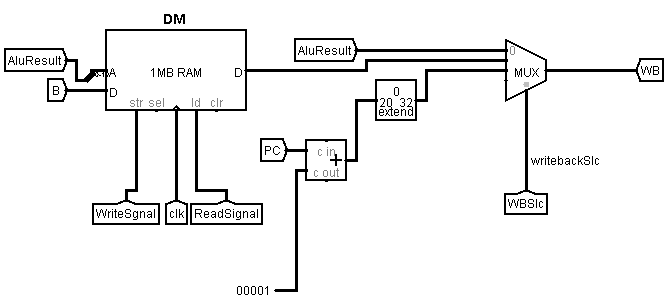 DM
AluResult
A
1MB RAM
D
B
D
str sel
ld clr
AluResult
0
MUX
WB
0
20 32
extend
PC
c in
+
c out
writebackSlc
WriteSgnal
clk
ReadSignal
WBSlc
00001